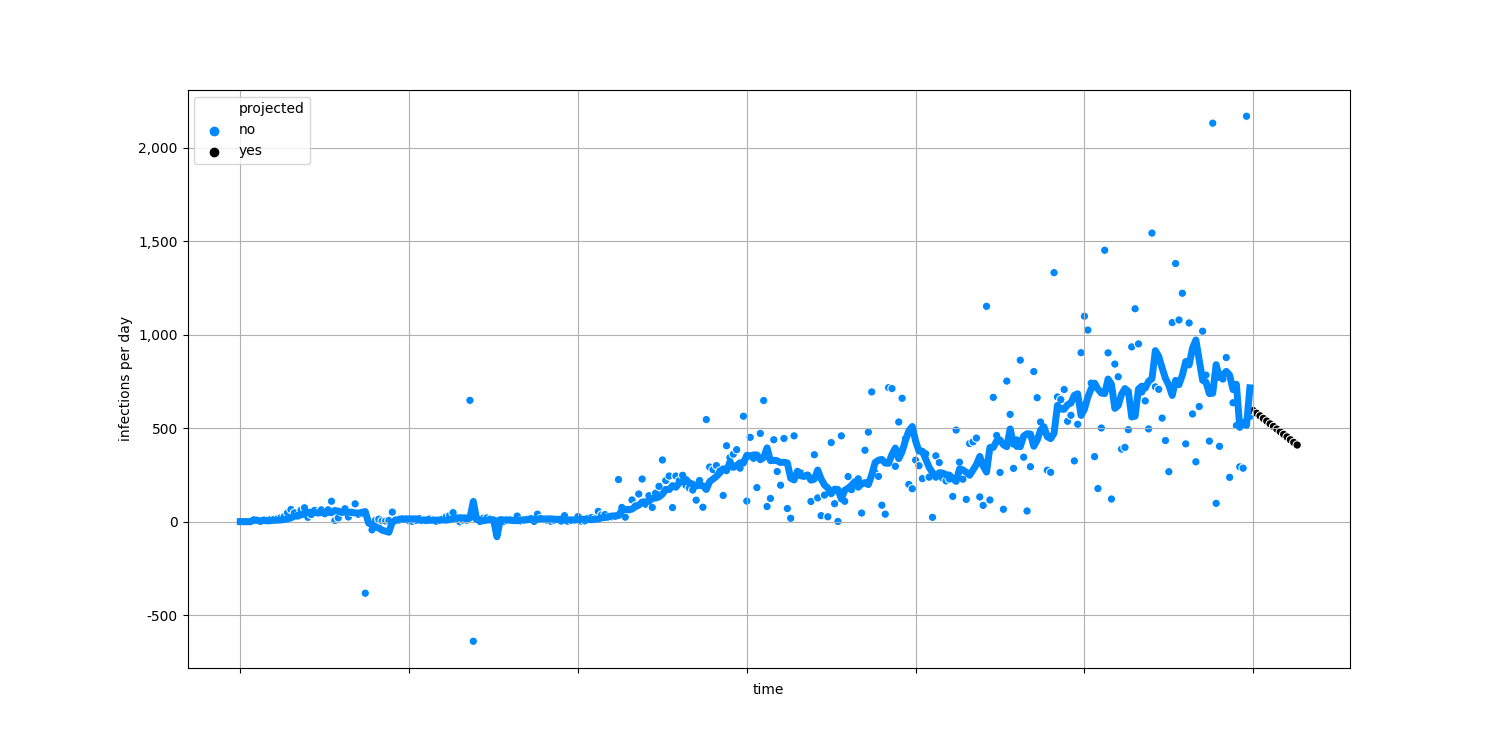 projected
no
yes
2,000
1,500
1,000
500
0
-500
infections per day
time